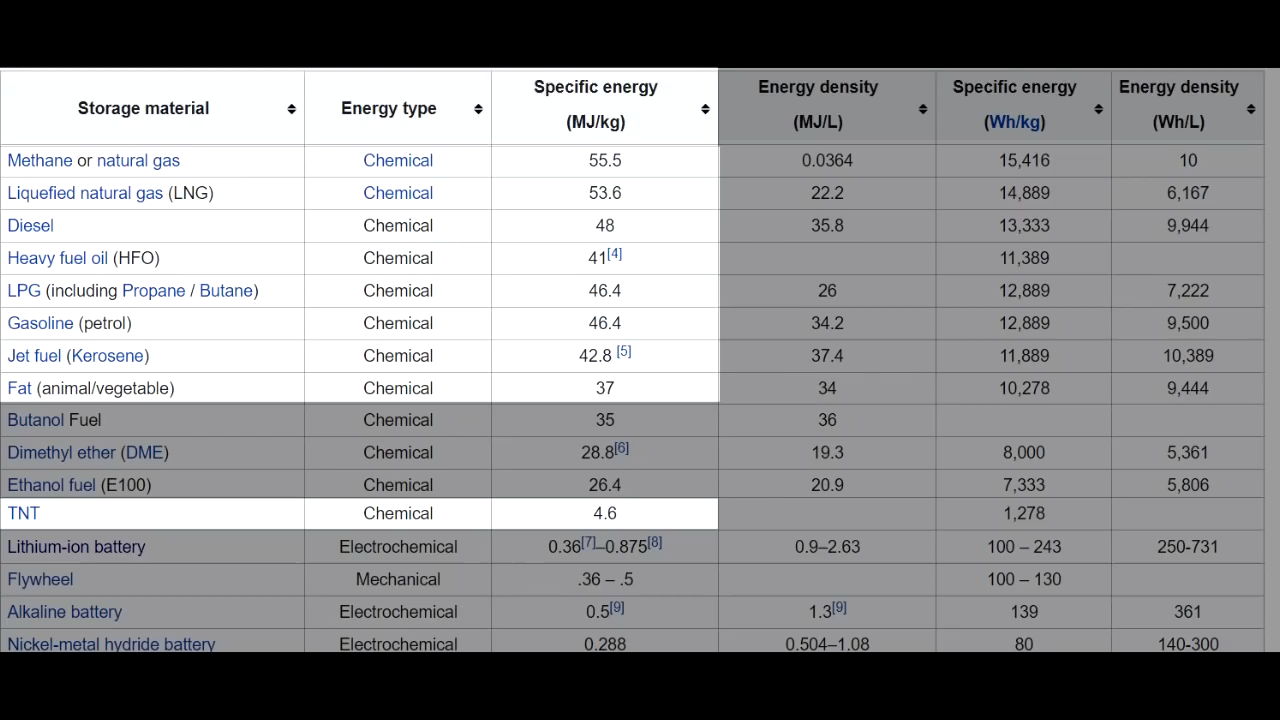 Storage material Energy type Specific energy (MJ/kg) Energy density (MJ/L) Specific energy (Wh/kg) Energy density (Wh/L)
Methane or natural gas Chemical 55.5 0.0364 15,416 10
Liquefied natural gas (LNG) Chemical 53.6 22.2 14,889 6,167
Diesel Chemical 48 35.8 13,333 9,944
Heavy fuel oil (HFO) Chemical 41[4] 11,389
LPG (including Propane / Butane) Chemical 46.4 26 12,889 7,222
Gasoline (petrol) Chemical 46.4 34.2 12,889 9,500
Jet fuel (Kerosene) Chemical 42.8 [5] 37.4 11,889 10,389
Fat (animal/vegetable) Chemical 37 34 10,278 9,444
Butanol Fuel Chemical 35 36
Dimethyl ether (DME) Chemical 28.8[6] 19.3 8,000 5,361
Ethanol fuel (E100) Chemical 26.4 20.9 7,333 5,806
TNT Chemical 4.6 1,278
Lithium-ion battery Electrochemical 0.36[7]–0.875[8] 0.9–2.63 100 – 243 250-731
Flywheel Mechanical .36 – .5 100 – 130
Alkaline battery Electrochemical 0.5[9] 1.3[9] 139 361
Nickel-metal hydride battery Electrochemical 0.288 0.504–1.08 80 140-300